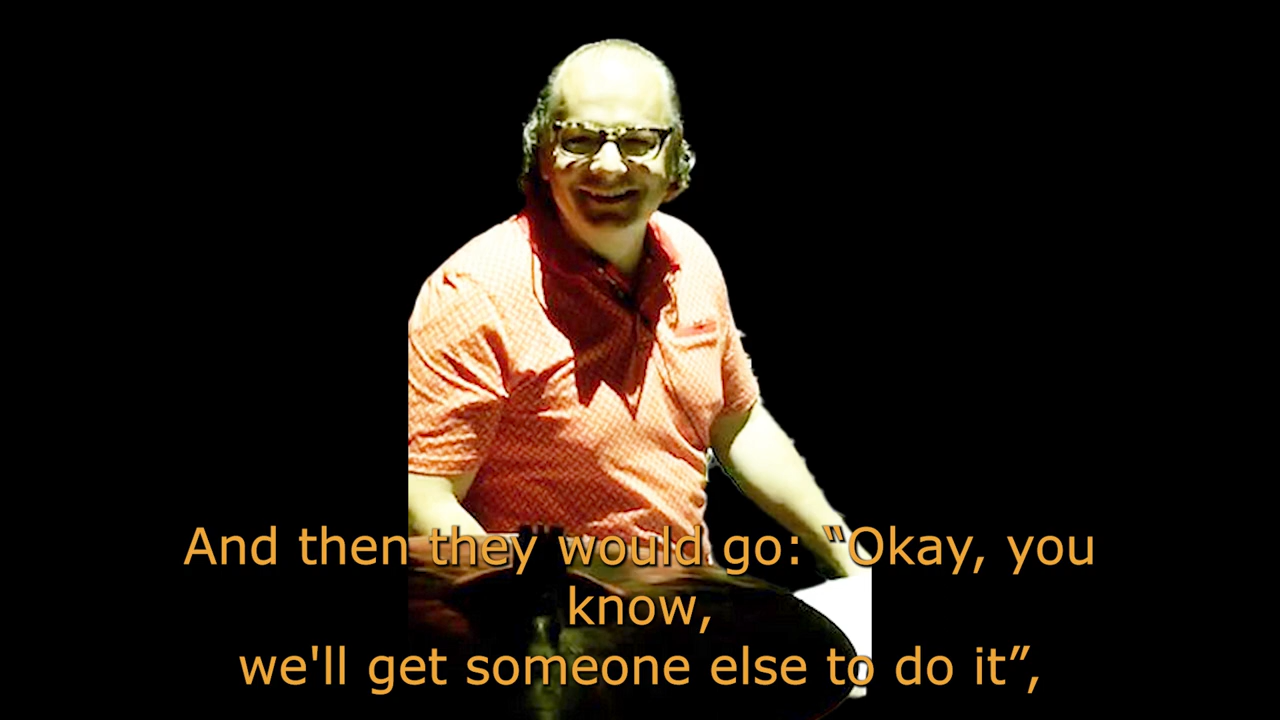 And then they would go: “Okay, you
know,
we'll get someone else to do it”,